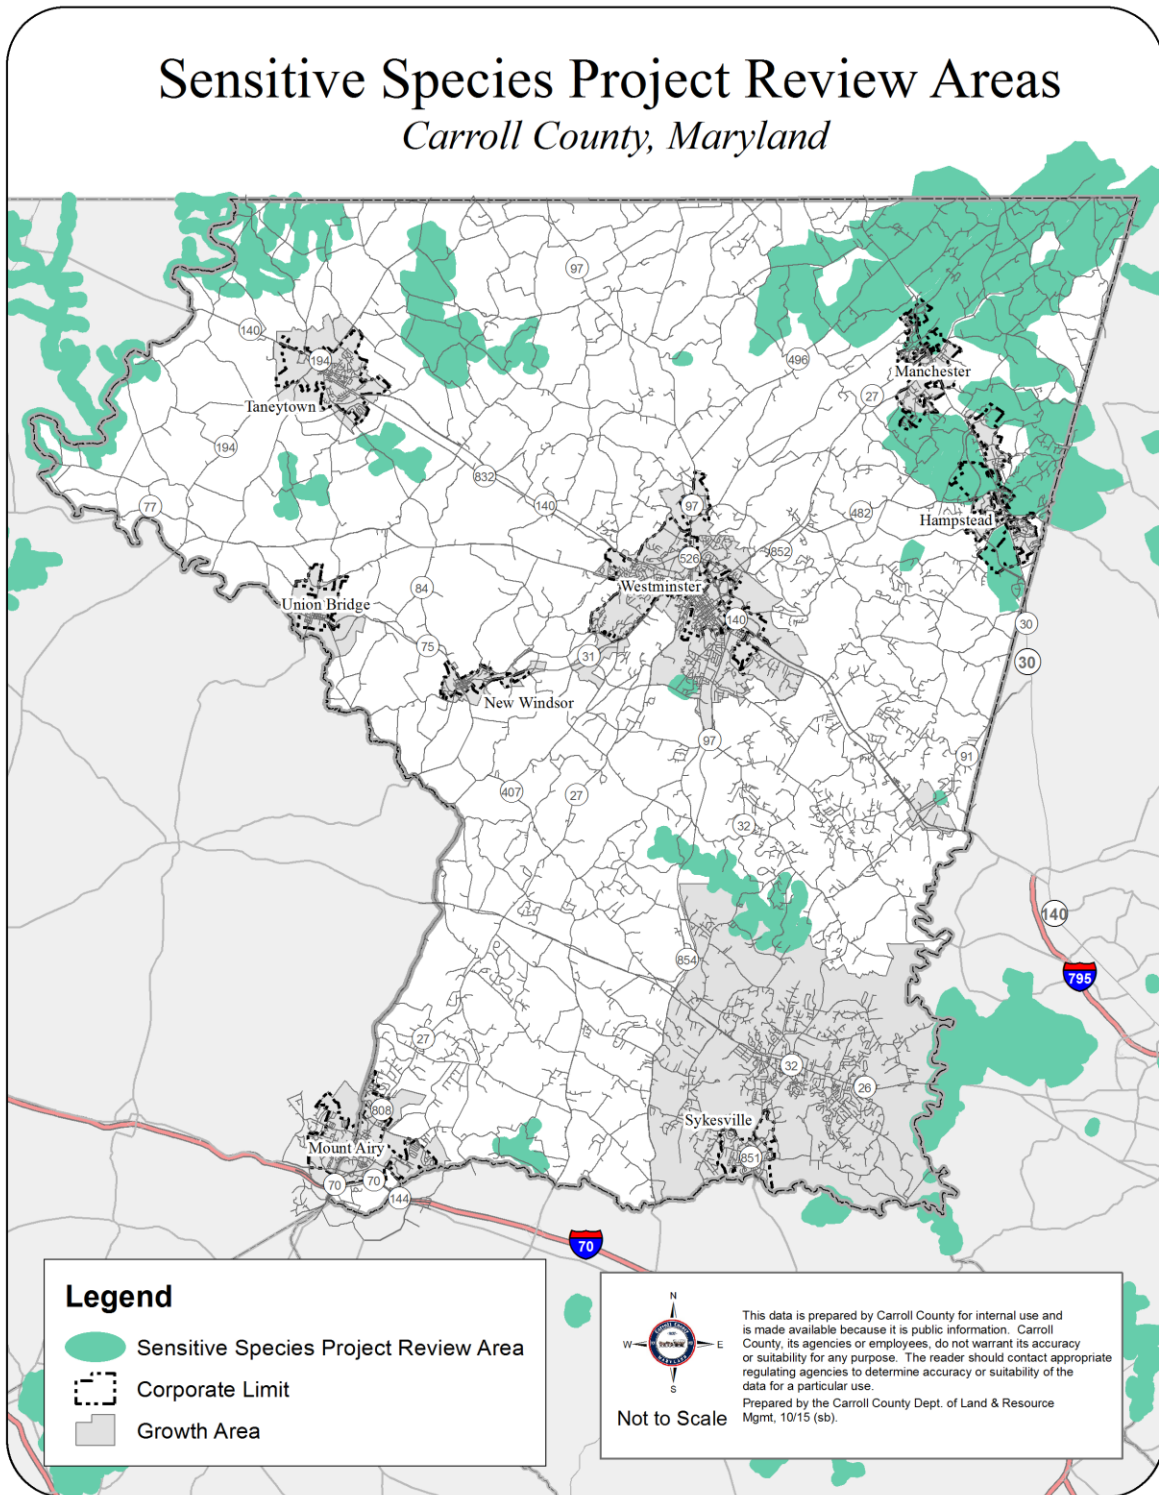 Sensitive Species Project Review Areas
Carroll County, Maryland
97
140
194
496
Manchester
27
Taneytown
194
832
77
140
97
482
Hampstead
526
852
Westminster
84
Union Bridge
140
30
75
31
30
New Windsor
97
91
407
27
32
140
854
795
27
32
26
808
Sykesville
Mount Airy
851
70
70
144
70
Legend
Sensitive Species Project Review Area
Corporate Limit
Growth Area
N
W
E
S
Not to Scale
This data is prepared by Carroll County for internal use and
is made available because it is public information. Carroll
County, its agencies or employees, do not warrant its accuracy
or suitability for any purpose. The reader should contact appropriate
regulating agencies to determine accuracy or suitability of the
data for a particular use.
Prepared by the Carroll County Dept. of Land & Resource
Mgmt, 10/15 (sb).